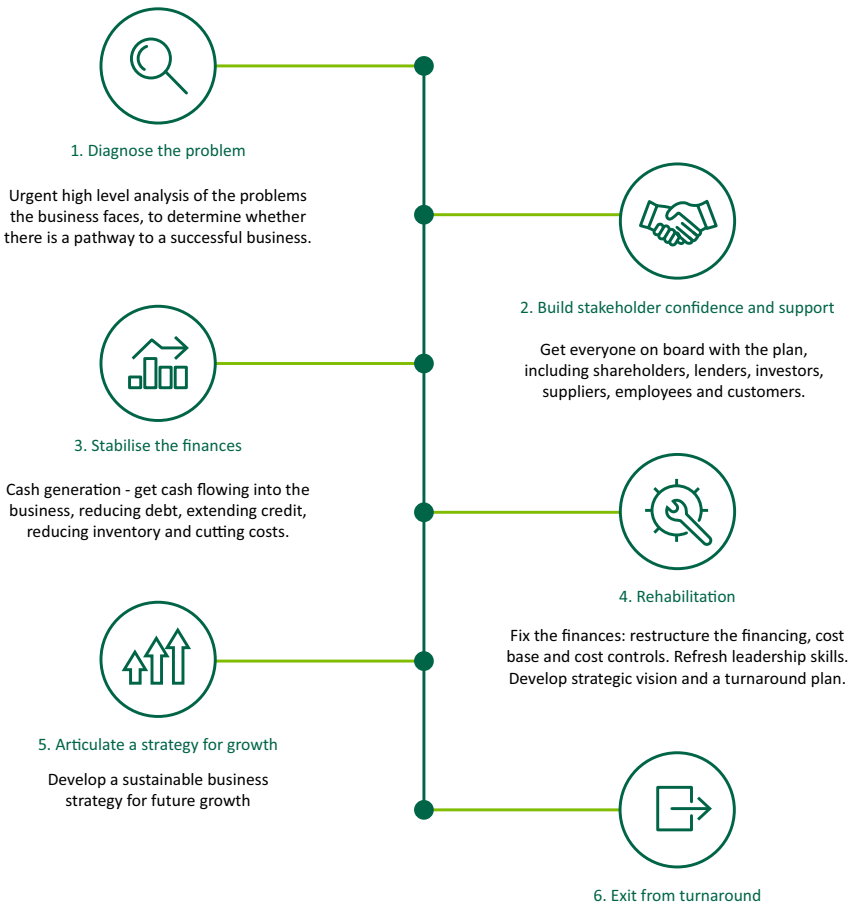 1. Diagnose the problem
Urgent high level analysis of the problems
the business faces, to determine whether
there is a pathway to a successful business.
2. Build stakeholder confidence and support
Get everyone on board with the plan,
including shareholders, lenders, investors,
suppliers, employees and customers.
3. Stabilise the finances
Cash generation - get cash flowing into the
business, reducing debt, extending credit,
reducing inventory and cutting costs.
4. Rehabilitation
Fix the finances: restructure the financing, cost
base and cost controls. Refresh leadership skills.
Develop strategic vision and a turnaround plan.
5. Articulate a strategy for growth
Develop a sustainable business
strategy for future growth
6. Exit from turnaround